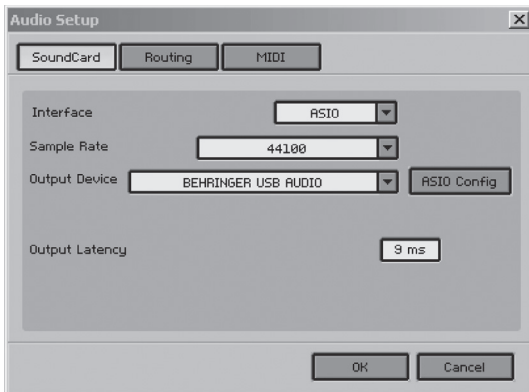 Audio Setup
SoundCard Routing MIDI
Interface ASIO
Sample Rate 44100
Output Device BEHRINGER USB AUDIO ASIO Config
Output Latency 9 ms
OK Cancel